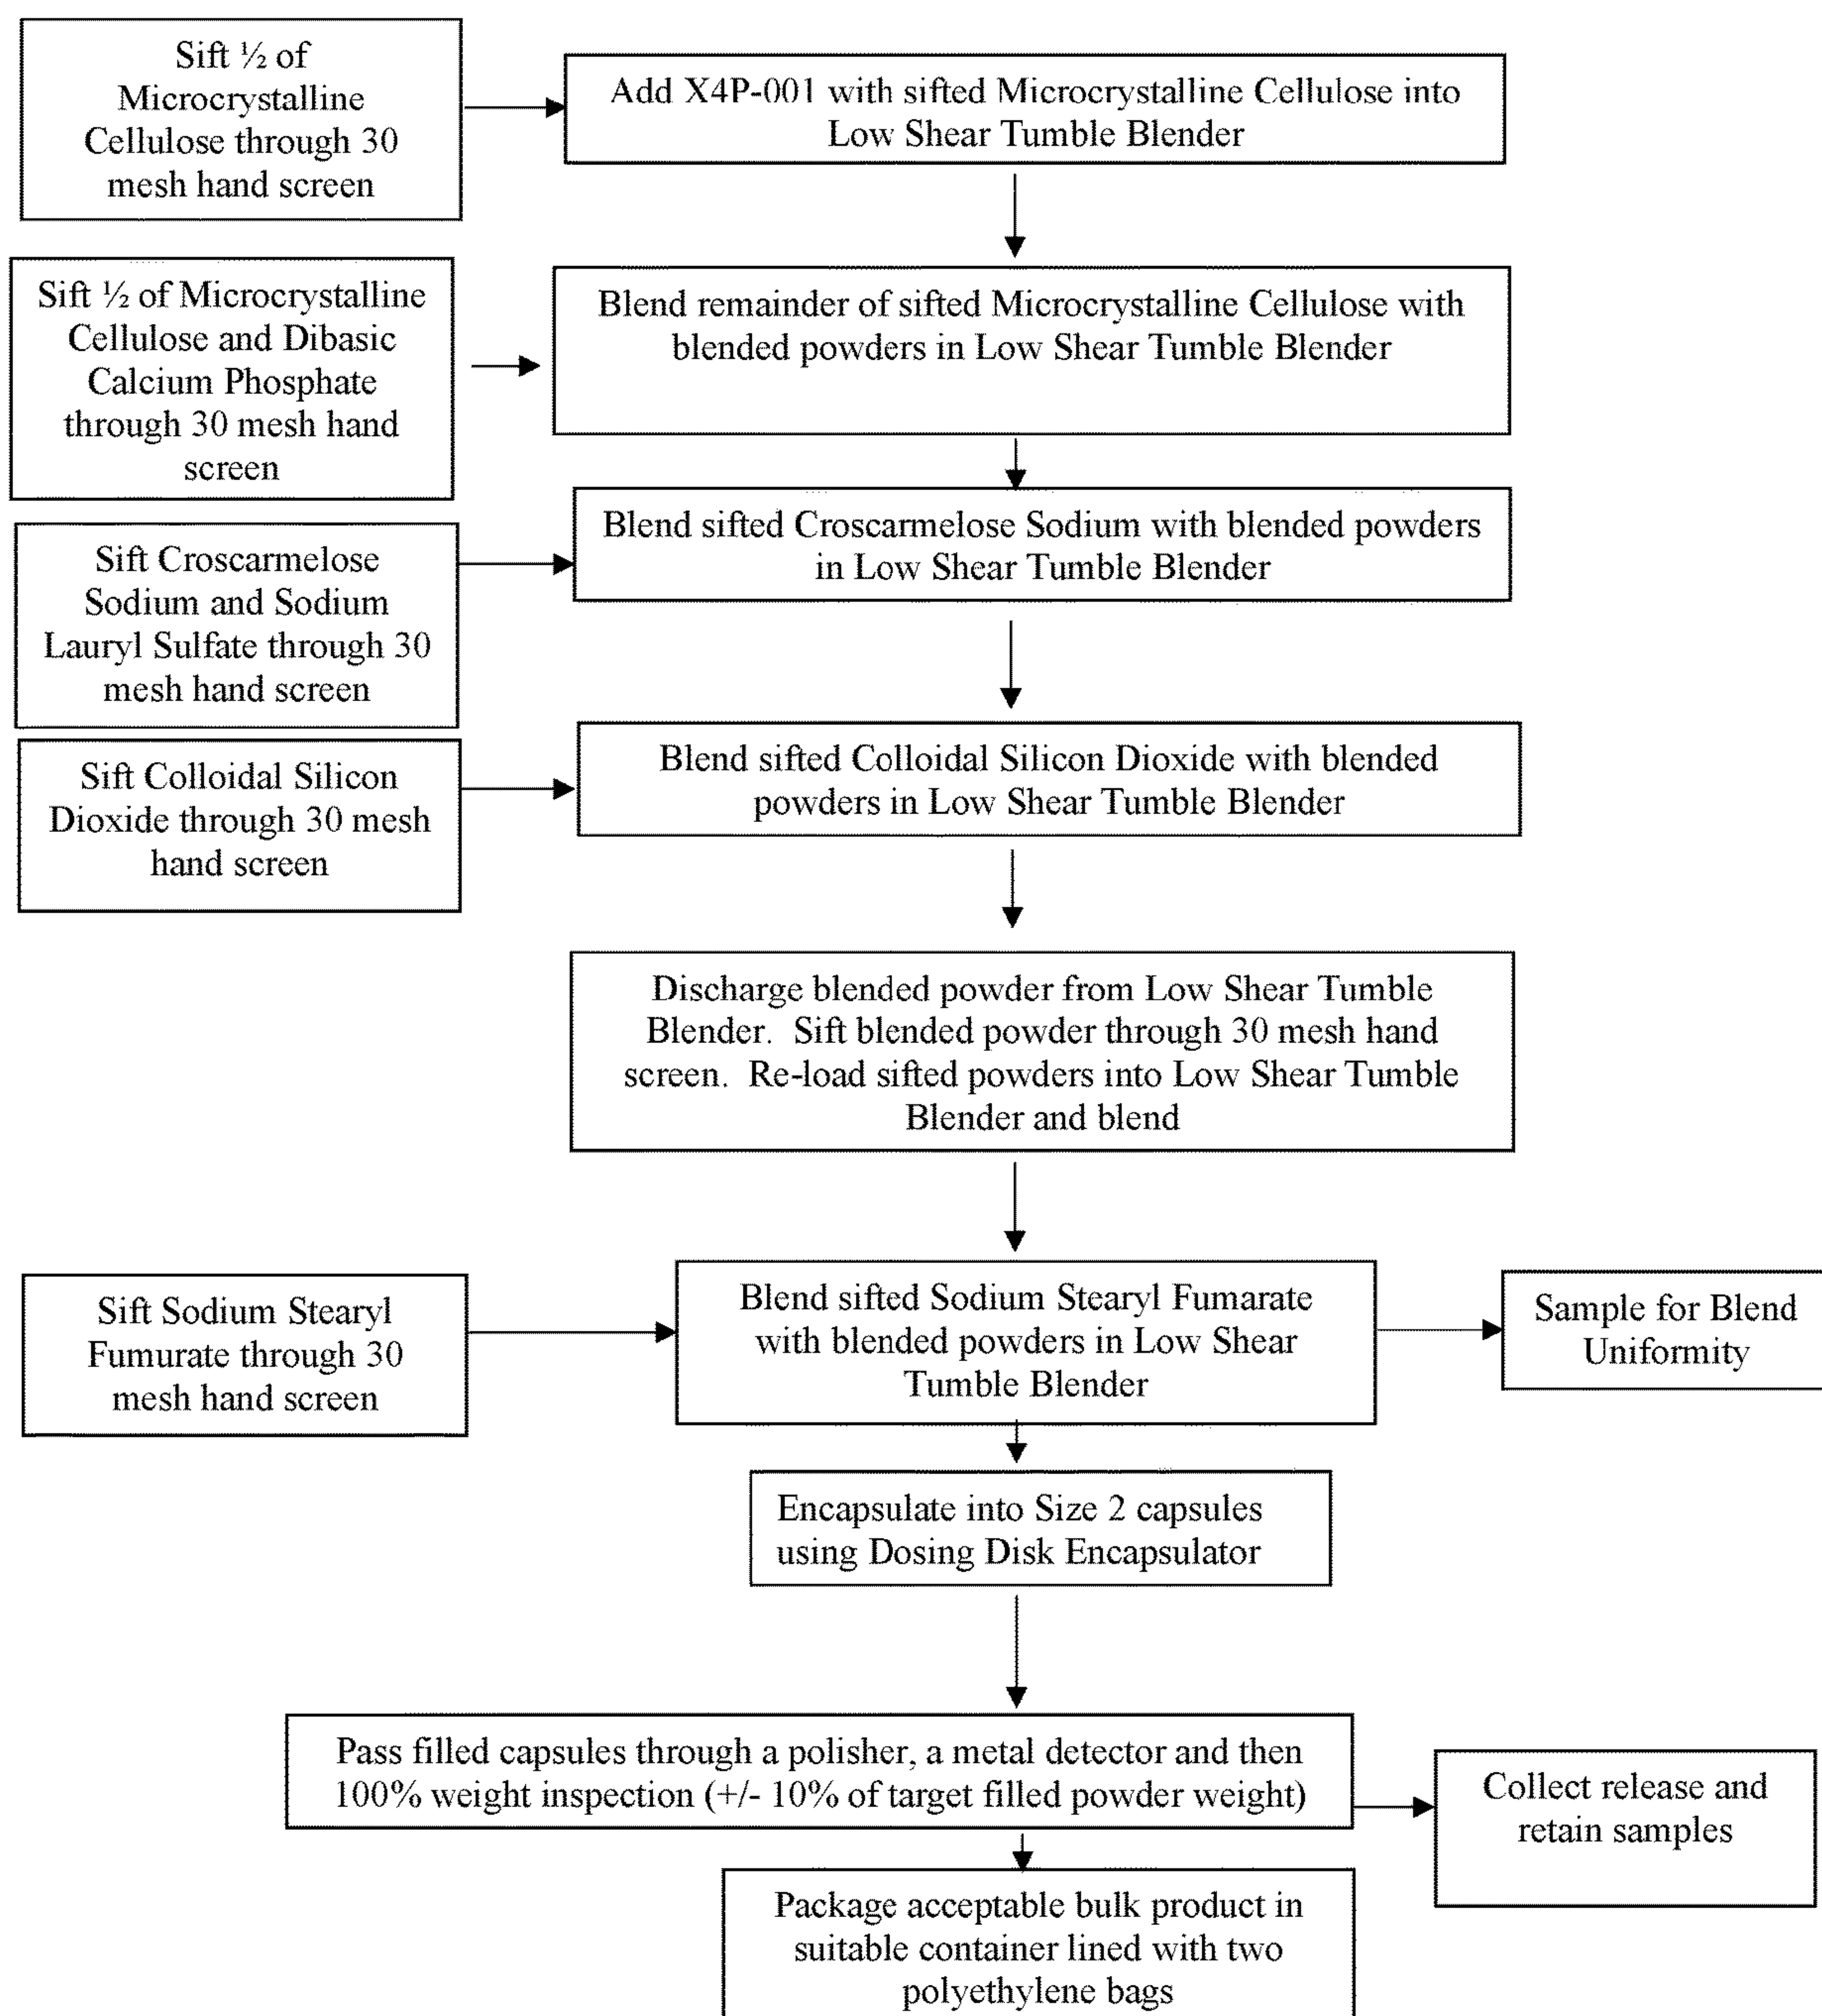 Sift ½ of
Microcrystalline
Cellulose through 30
mesh hand screen
Add X4P-001 with sifted Microcrystalline Cellulose into
Low Shear Tumble Blender
Sift ½ of Microcrystalline
Cellulose and Dibasic
Calcium Phosphate
through 30 mesh hand
screen
Blend remainder of sifted Microcrystalline Cellulose with
blended powders in Low Shear Tumble Blender
Sift Croscarmelose
Sodium and Sodium
Lauryl Sulfate through 30
mesh hand screen
Blend sifted Croscarmelose Sodium with blended powders
in Low Shear Tumble Blender
Sift Colloidal Silicon
Dioxide through 30 mesh
hand screen
Blend sifted Colloidal Silicon Dioxide with blended
powders in Low Shear Tumble Blender
Discharge blended powder from Low Shear Tumble
Blender.  Sift blended powder through 30 mesh hand
screen.  Re-load sifted powders into Low Shear Tumble
Blender and blend
Sift Sodium Stearyl
Fumurate through 30
mesh hand screen
Blend sifted Sodium Stearyl Fumarate
with blended powders in Low Shear
Tumble Blender
Sample for Blend
Uniformity
Encapsulate into Size 2 capsules
using Dosing Disk Encapsulator
Pass filled capsules through a polisher, a metal detector and then
100% weight inspection (+/- 10% of target filled powder weight)
Collect release and
retain samples
Package acceptable bulk product in
suitable container lined with two
polyethylene bags